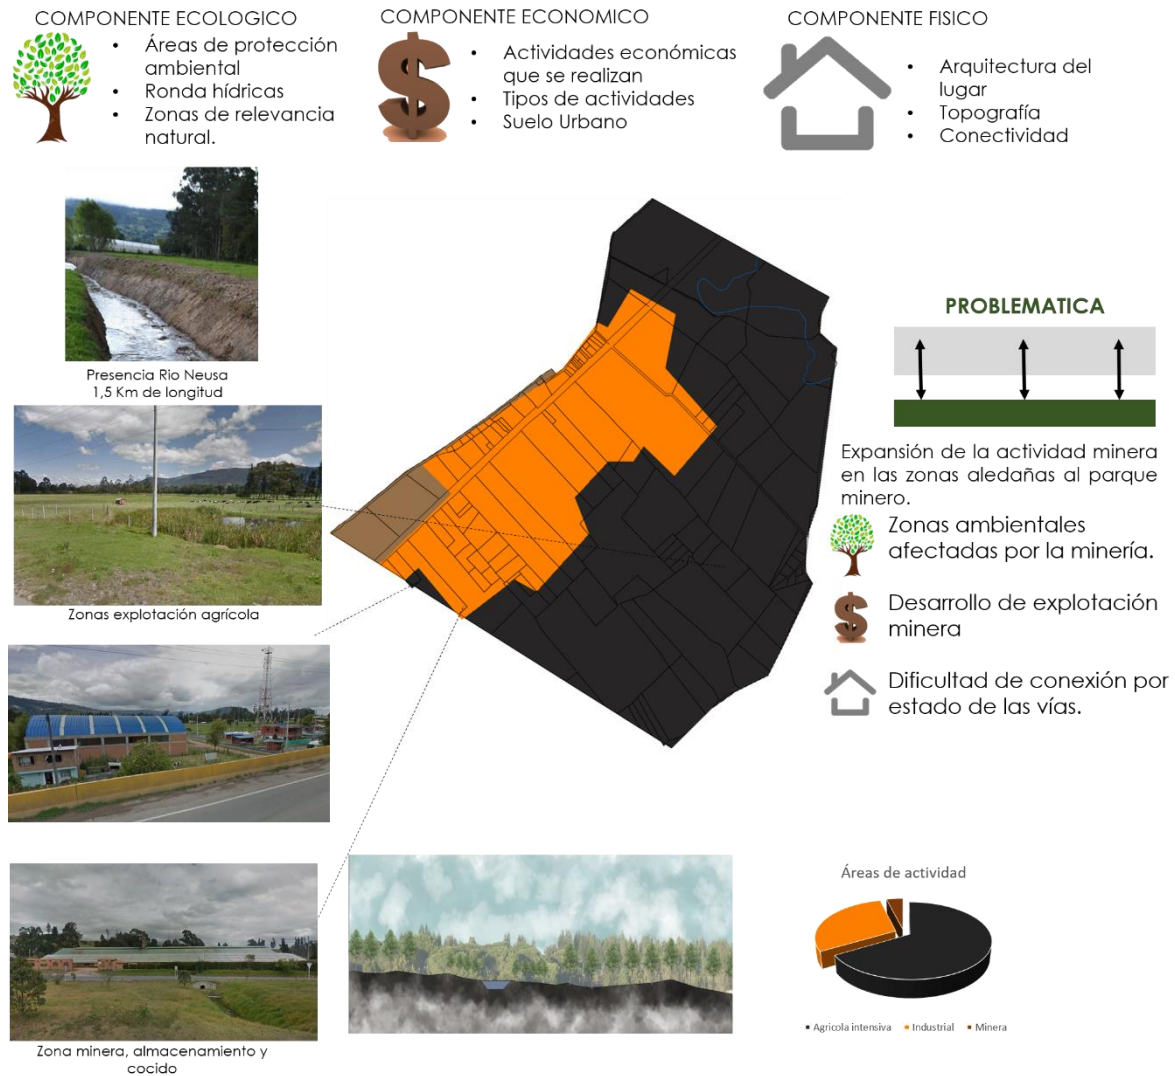 COMPONENTE ECOLOGICO
• Áreas de protección
ambiental
• Ronda hídricas
• Zonas de relevancia
natural.
COMPONENTE ECONOMICO
• Actividades económicas
que se realizan
• Tipos de actividades
• Suelo Urbano
COMPONENTE FISICO
• Arquitectura del
lugar
• Topografía
• Conectividad
Presencia Rio Neusa
1,5 Km de longitud
Zonas explotación agrícola
Zona minera, almacenamiento y
cocido
PROBLEMATICA
Expansión de la actividad minera
en las zonas aledañas al parque
minero.
Zonas ambientales
afectadas por la minería.
Desarrollo de explotación
minera
Dificultad de conexión por
estado de las vías.
Áreas de actividad
Agricola intensiva
Industrial
Minera